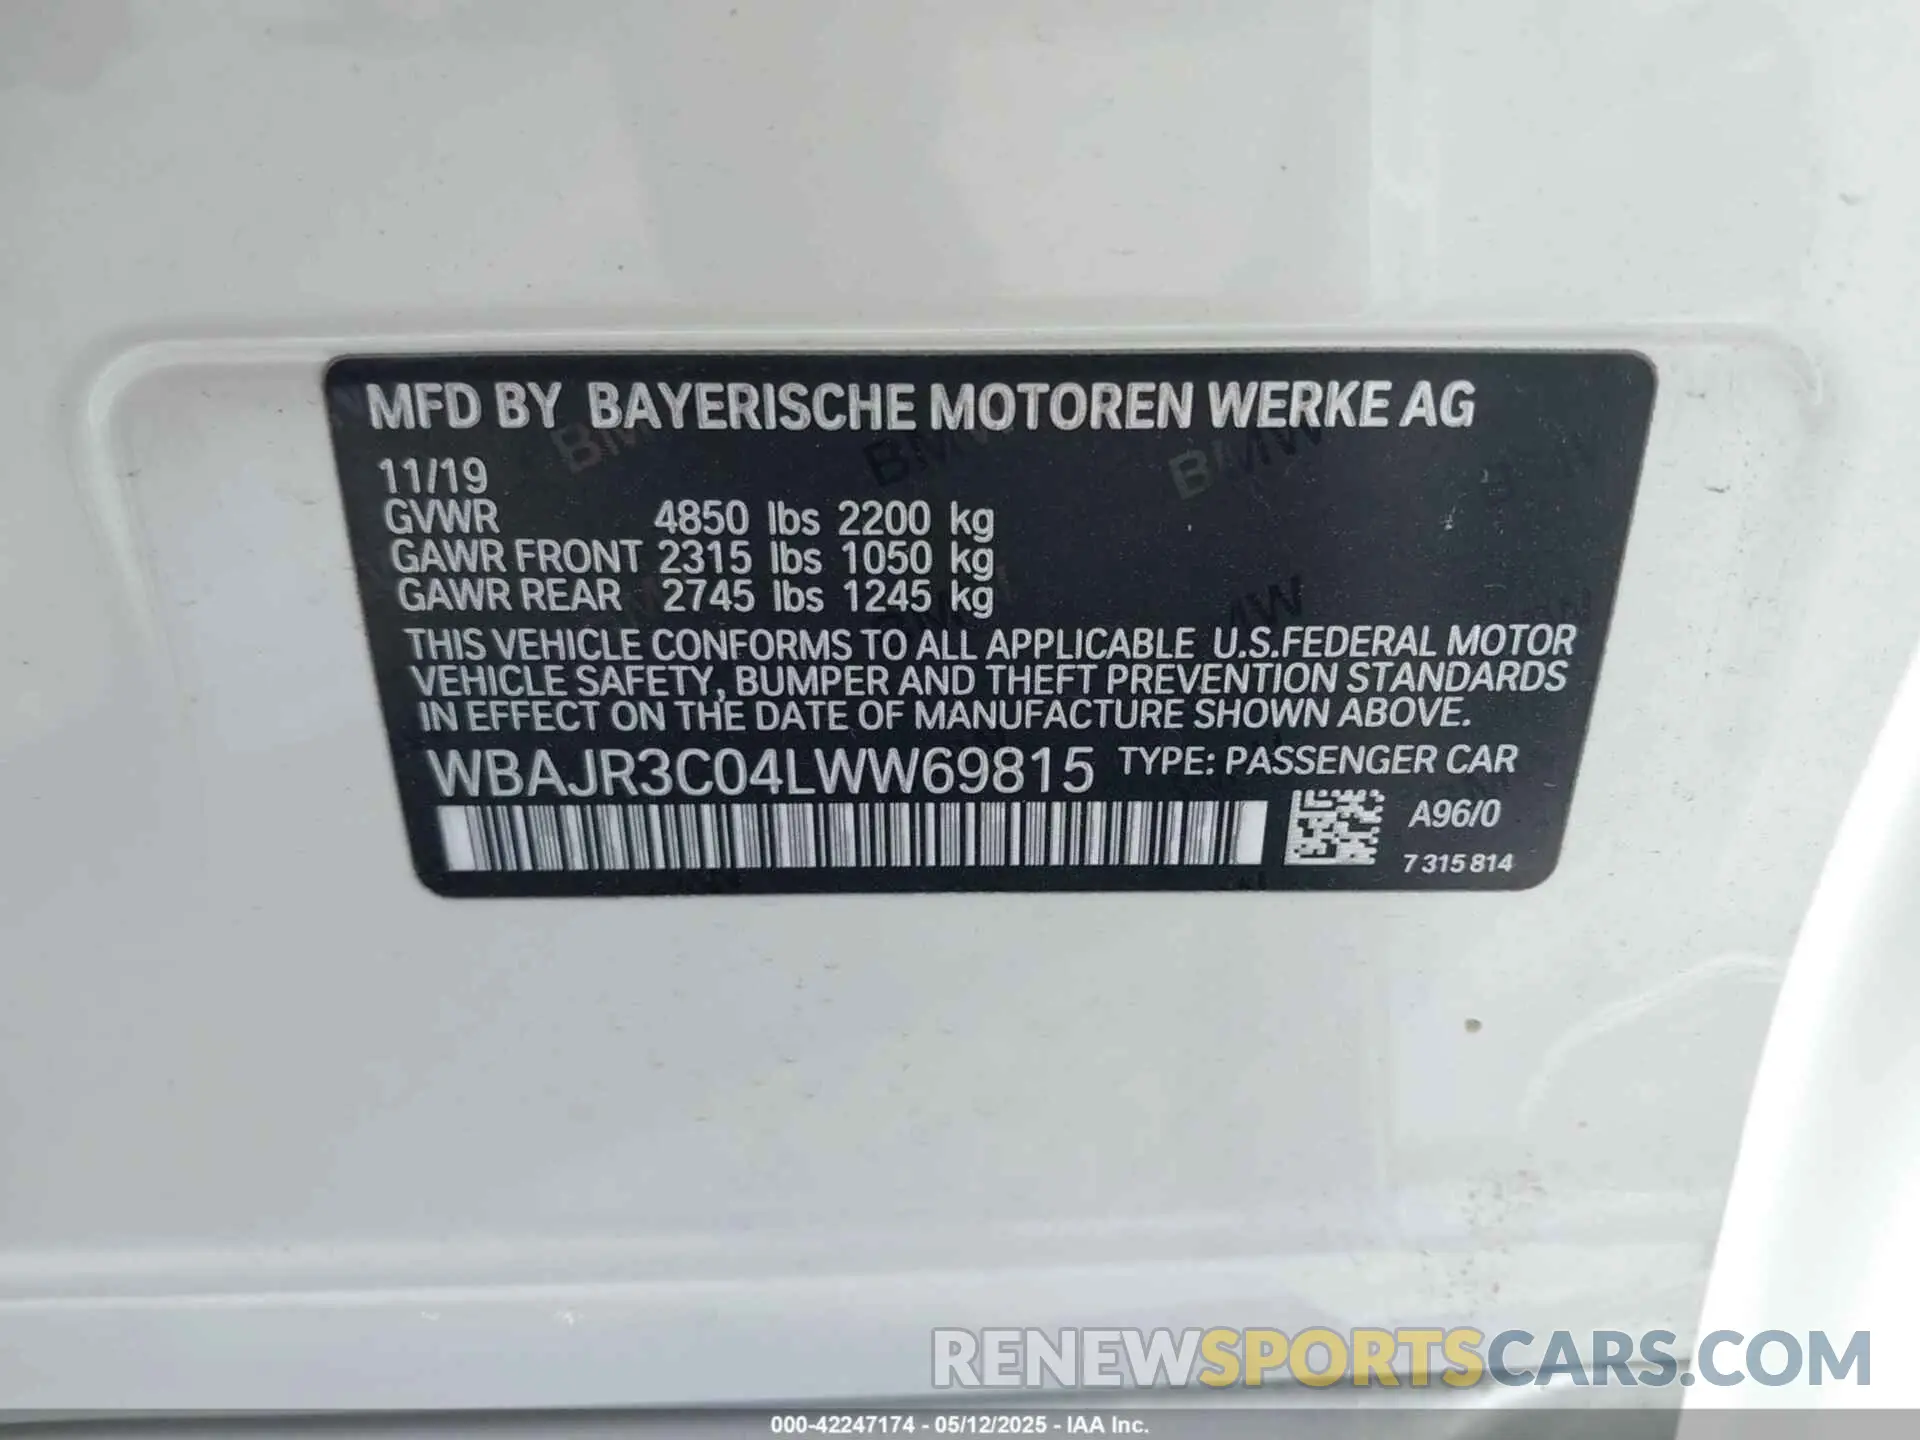 MFD BY BAYERISCHE MOTOREN WERKE AG
11/19
GVWR 4850 lbs 2200 kg
GAWR FRONT 2315 lbs 1050 kg
GAWR REAR 2745 lbs 1245 kg
THIS VEHICLE CONFORMS TO ALL APPLICABLE U.S.FEDERAL MOTOR
VEHICLE SAFETY, BUMPER AND THEFT PREVENTION STANDARDS
IN EFFECT ON THE DATE OF MANUFACTURE SHOWN ABOVE.
WBAJR3C04LWW69815 TYPE: PASSENGER CAR
A96/0
7 315 814
RENEWSPORTSCARS.COM
000-42247174 - 05/12/2025 - IAA Inc.